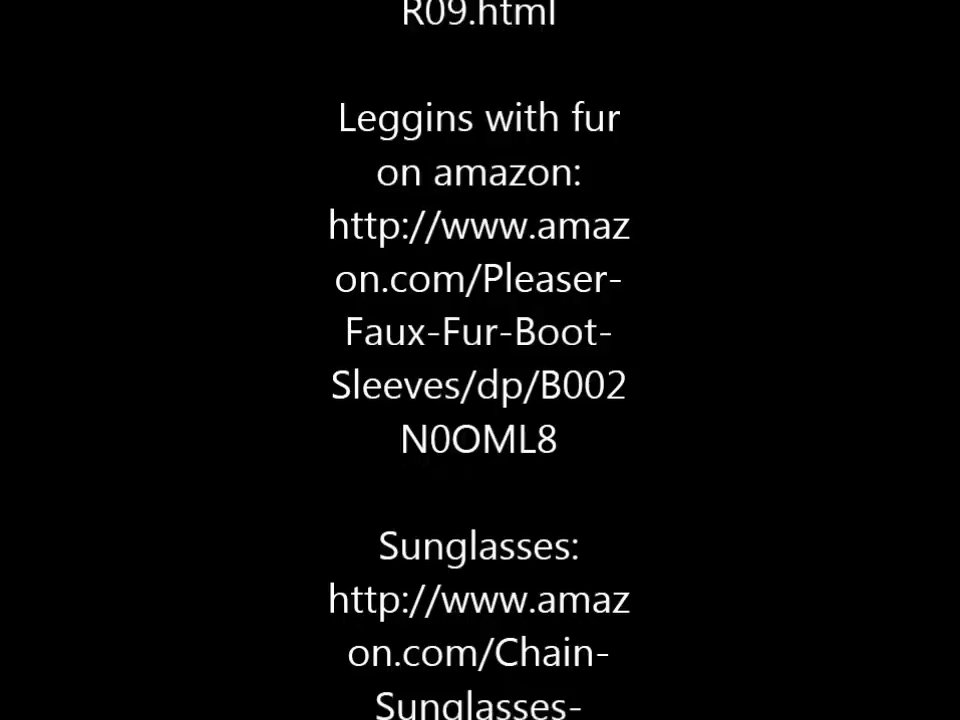 R09.html
Leggins with fur
on amazon:
http://www.amaz
on.com/Pleaser-
Faux-Fur-Boot-
Sleeves/dp/B002
N0OML8
Sunglasses:
http://www.amaz
on.com/Chain-
Sunglasses-